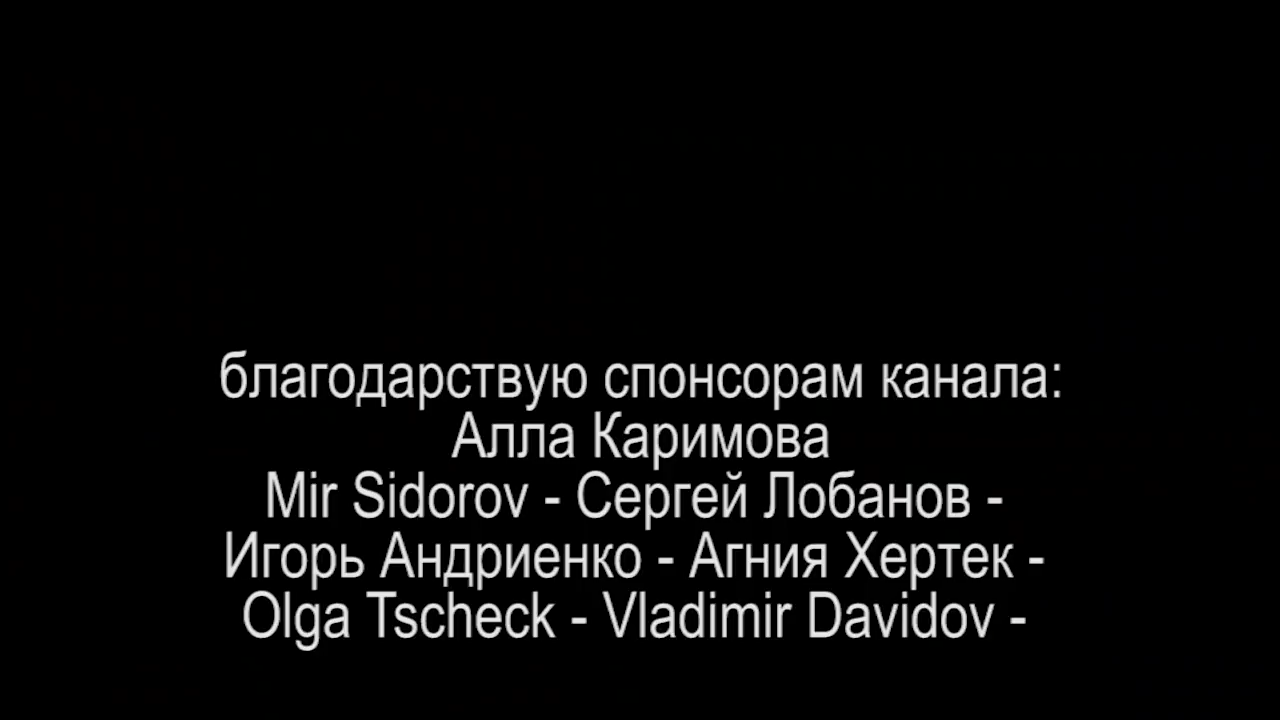 благодарствую спонсорам канала:
Алла Каримова
Mir Sidorov - Сергей Лобанов -
Игорь Андриенко - Агния Хертек -
Olga Tscheck - Vladimir Davidov -